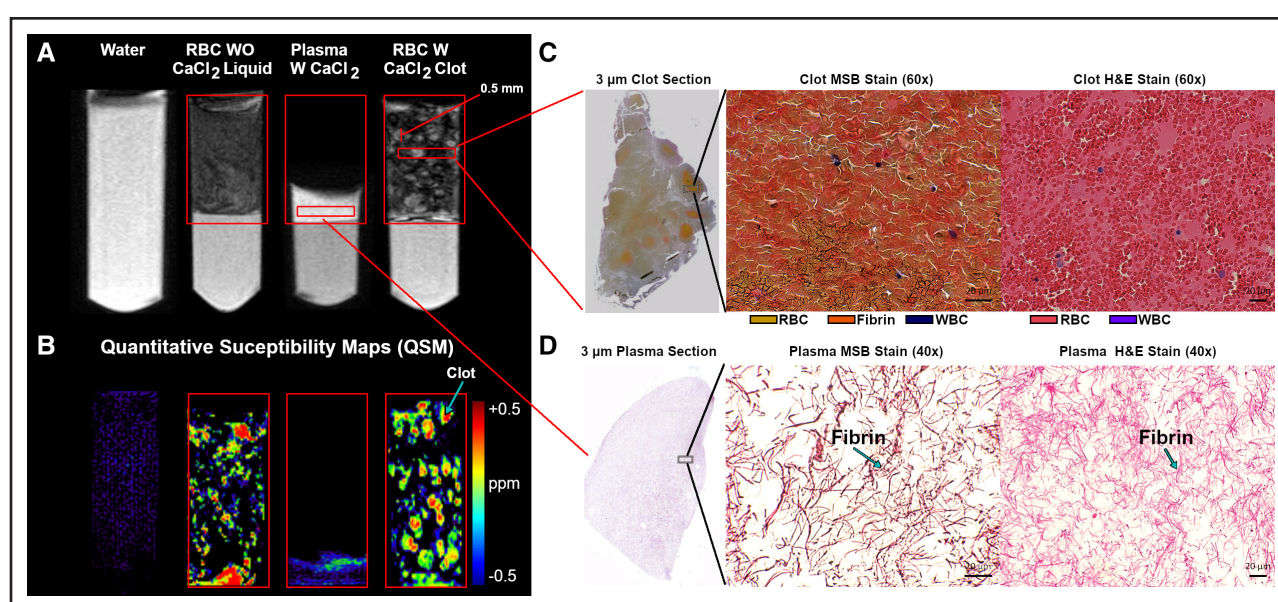 A
Water
RBC WO
CaCl2 Liquid
Plasma
W CaCl2
RBC W
CaCl2 Clot
0.5 mm
B
Quantitative Suceptibility Maps (QSM)
Clot
+0.5
ppm
-0.5
C
3 µm Clot Section
Clot MSB Stain (60x)
Clot H&E Stain (60x)
20 µm
20 µm
RBC
Fibrin
WBC
RBC
WBC
D
3 µm Plasma Section
Plasma MSB Stain (40x)
Plasma H&E Stain (40x)
Fibrin
Fibrin
20 µm
20 µm